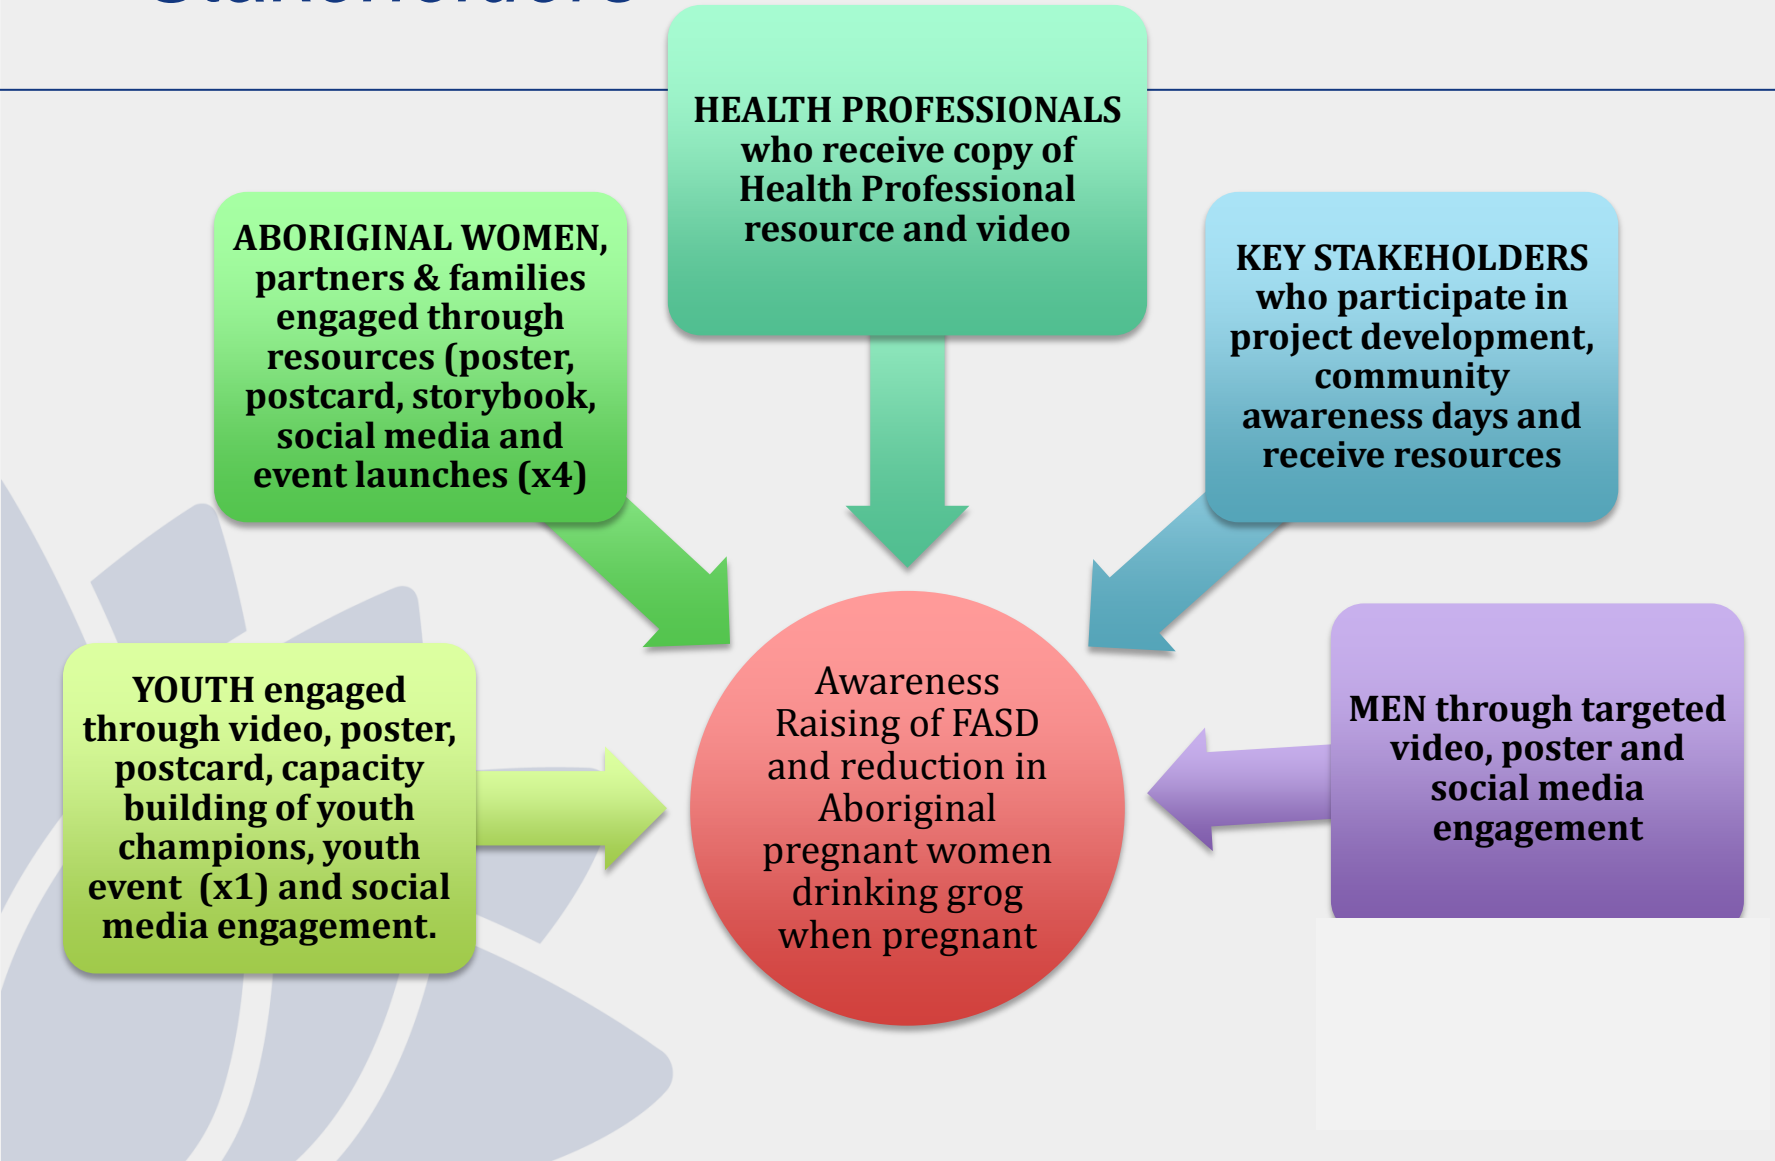 Stakeholders
HEALTH PROFESSIONALS
who receive copy of
Health Professional
resource and video
ABORIGINAL WOMEN,
partners & families
engaged through
resources (poster,
postcard, storybook,
social media and
event launches (x4)
KEY STAKEHOLDERS
who participate in
project development,
community
awareness days and
receive resources
YOUTH engaged
through video, poster,
postcard, capacity
building of youth
champions, youth
event  (x1) and social
media engagement.
Awareness
Raising of FASD
and reduction in
Aboriginal
pregnant women
drinking grog
when pregnant
MEN through targeted
video, poster and
social media
engagement